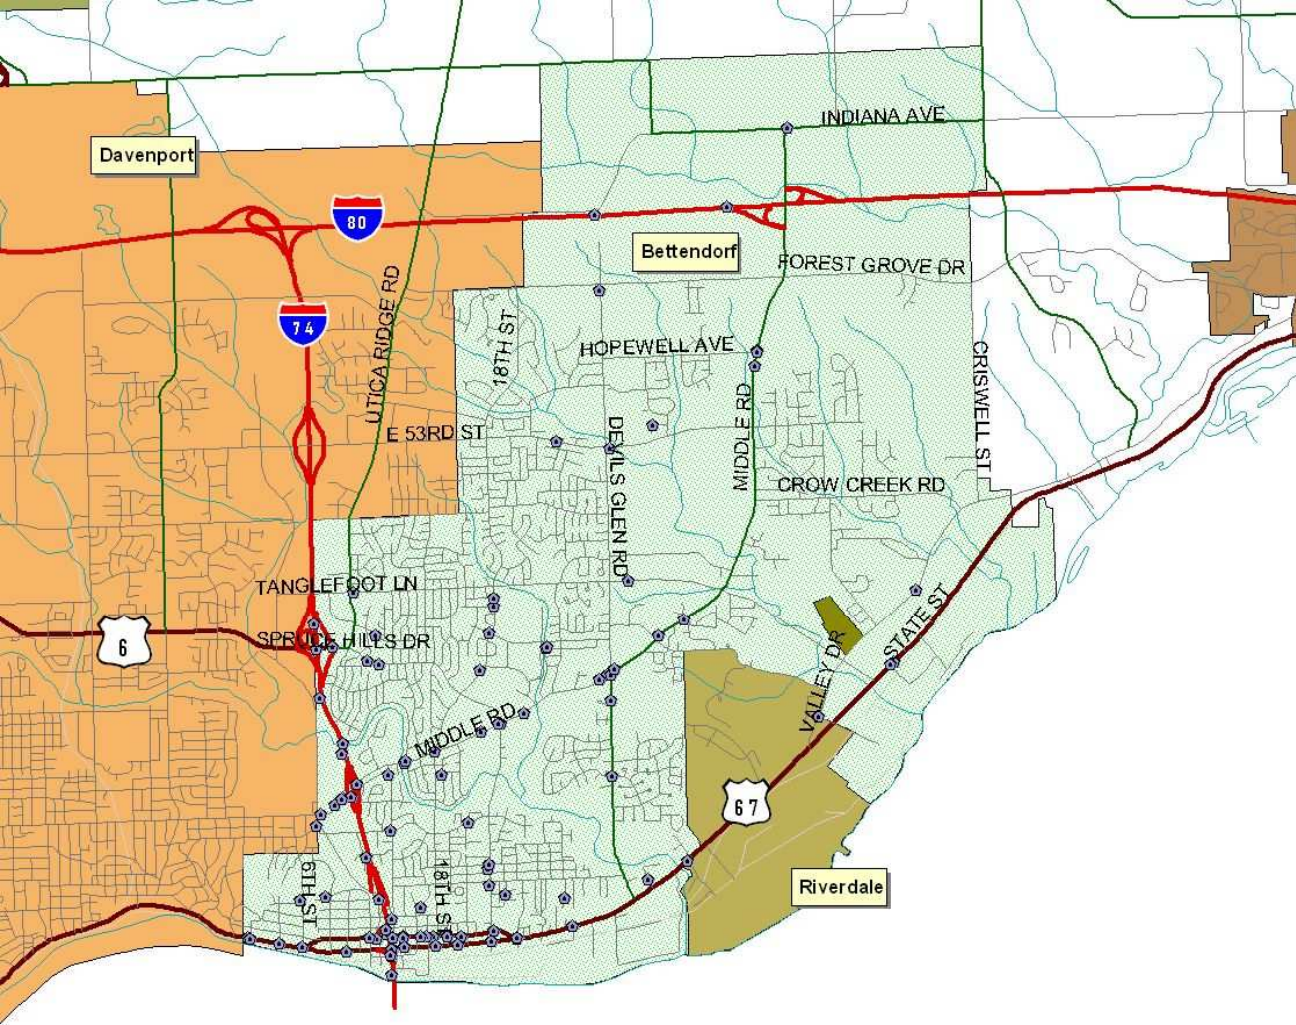 INDIANA AVE
Davenport
80
Bettendorf
FOREST GROVE DR
74
UTICA RIDGE RD
18TH ST
HOPEWELL AVE
CRISWELL ST
MIDDLE RD
E 53RD ST
DEVILS GLEN RD
CROW CREEK RD
TANGLEFOOT LN
STATE ST
6
SPRUCE HILLS DR
VALLEY DR
MIDDLE RD
67
6TH ST
18TH ST
Riverdale